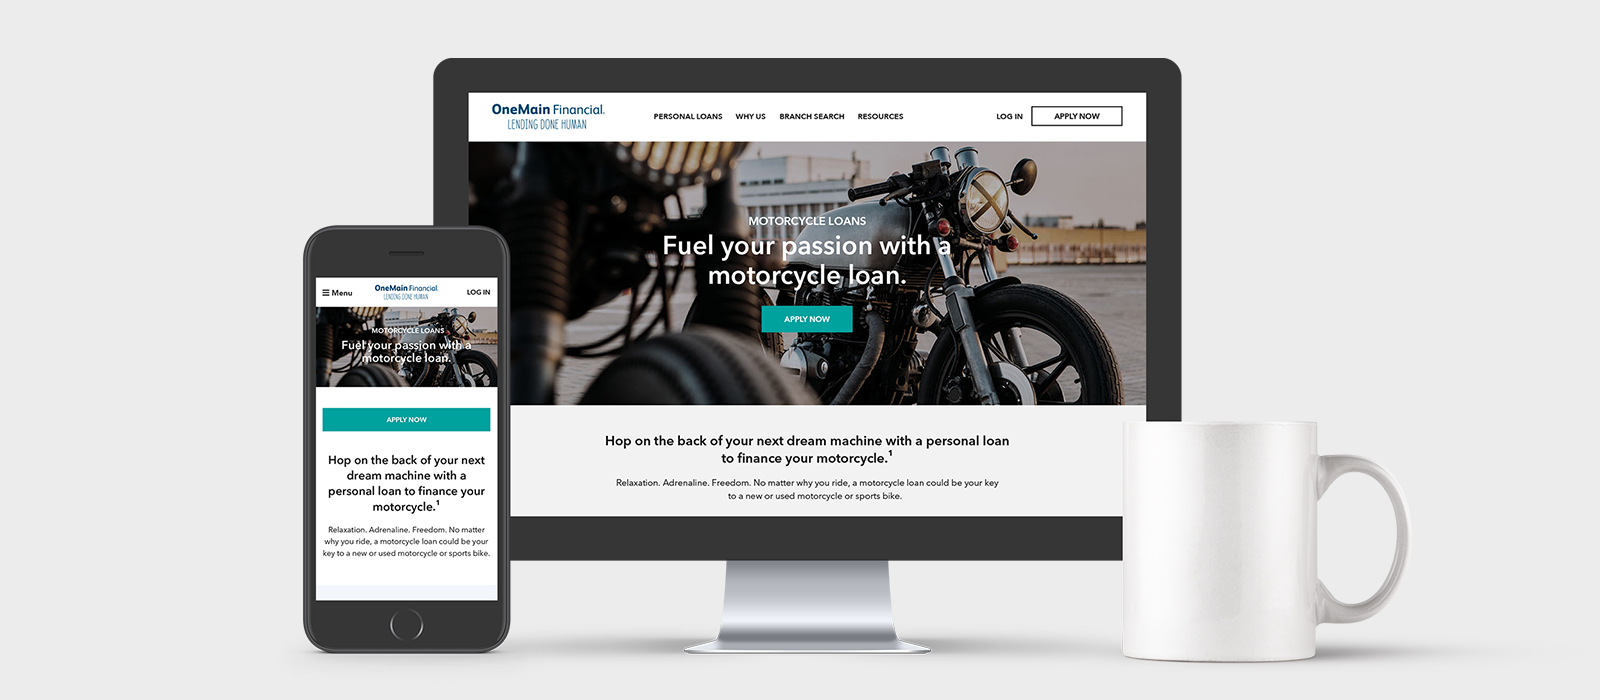 OneMain Financial.
LENDING DONE HUMAN
PERSONAL LOANS WHY US BRANCH SEARCH RESOURCES
LOG IN
APPLY NOW
MOTORCYCLE LOANS
Fuel your passion with a
motorcycle loan.
APPLY NOW
Hop on the back of your next dream machine with a personal loan
to finance your motorcycle.¹
Relaxation. Adrenaline. Freedom. No matter why you ride, a motorcycle loan could be your key
to a new or used motorcycle or sports bike.
Menu
OneMain Financial.
LENDING DONE HUMAN
LOG IN
MOTORCYCLE LOANS
Fuel your passion with a
motorcycle loan.
APPLY NOW
Hop on the back of your next
dream machine with a
personal loan to finance your
motorcycle.¹
Relaxation. Adrenaline. Freedom. No matter
why you ride, a motorcycle loan could be your
key to a new or used motorcycle or sports bike.